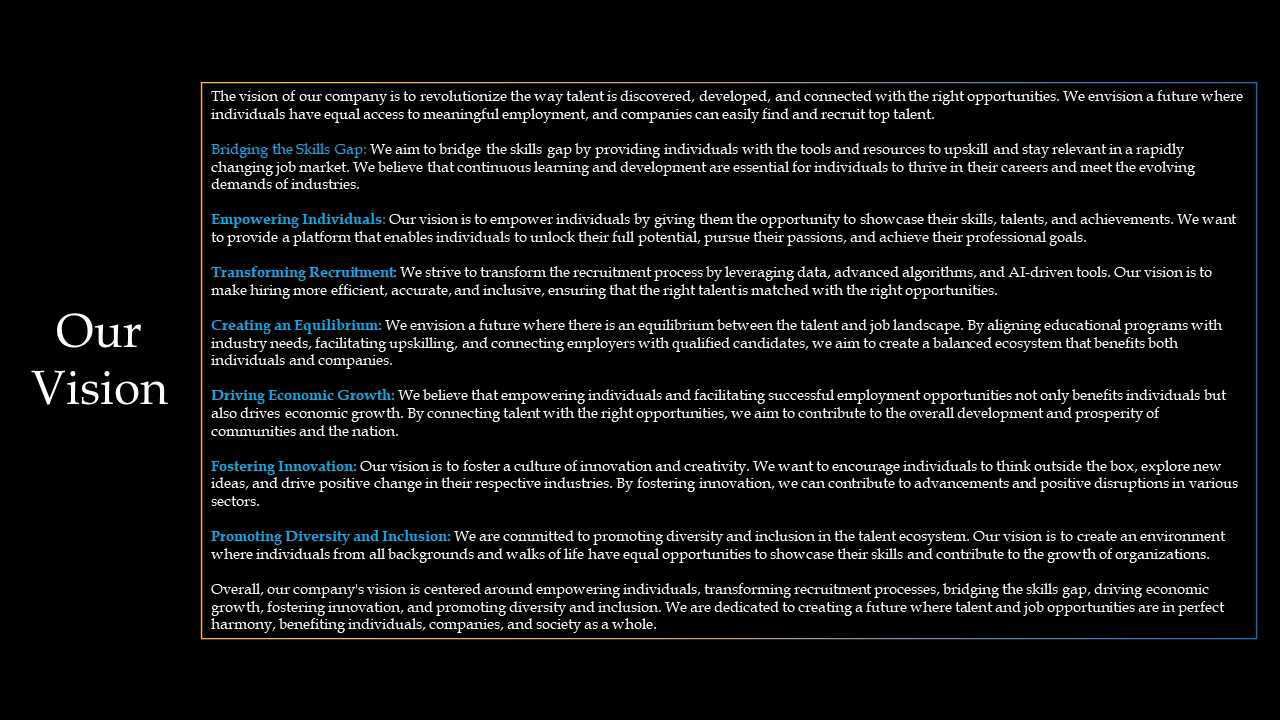 Our
Vision
The vision of our company is to revolutionize the way talent is discovered, developed, and connected with the right opportunities. We envision a future where
individuals have equal access to meaningful employment, and companies can easily find and recruit top talent.
Bridging the Skills Gap: We aim to bridge the skills gap by providing individuals with the tools and resources to upskill and stay relevant in a rapidly
changing job market. We believe that continuous learning and development are essential for individuals to thrive in their careers and meet the evolving
demands of industries.
Empowering Individuals: Our vision is to empower individuals by giving them the opportunity to showcase their skills, talents, and achievements. We want
to provide a platform that enables individuals to unlock their full potential, pursue their passions, and achieve their professional goals.
Transforming Recruitment: We strive to transform the recruitment process by leveraging data, advanced algorithms, and AI-driven tools. Our vision is to
make hiring more efficient, accurate, and inclusive, ensuring that the right talent is matched with the right opportunities.
Creating an Equilibrium: We envision a future where there is an equilibrium between the talent and job landscape. By aligning educational programs with
industry needs, facilitating upskilling, and connecting employers with qualified candidates, we aim to create a balanced ecosystem that benefits both
individuals and companies.
Driving Economic Growth: We believe that empowering individuals and facilitating successful employment opportunities not only benefits individuals but
also drives economic growth. By connecting talent with the right opportunities, we aim to contribute to the overall development and prosperity of
communities and the nation.
Fostering Innovation: Our vision is to foster a culture of innovation and creativity. We want to encourage individuals to think outside the box, explore new
ideas, and drive positive change in their respective industries. By fostering innovation, we can contribute to advancements and positive disruptions in various
sectors.
Promoting Diversity and Inclusion: We are committed to promoting diversity and inclusion in the talent ecosystem. Our vision is to create an environment
where individuals from all backgrounds and walks of life have equal opportunities to showcase their skills and contribute to the growth of organizations.
Overall, our company's vision is centered around empowering individuals, transforming recruitment processes, bridging the skills gap, driving economic
growth, fostering innovation, and promoting diversity and inclusion. We are dedicated to creating a future where talent and job opportunities are in perfect
harmony, benefiting individuals, companies, and society as a whole.